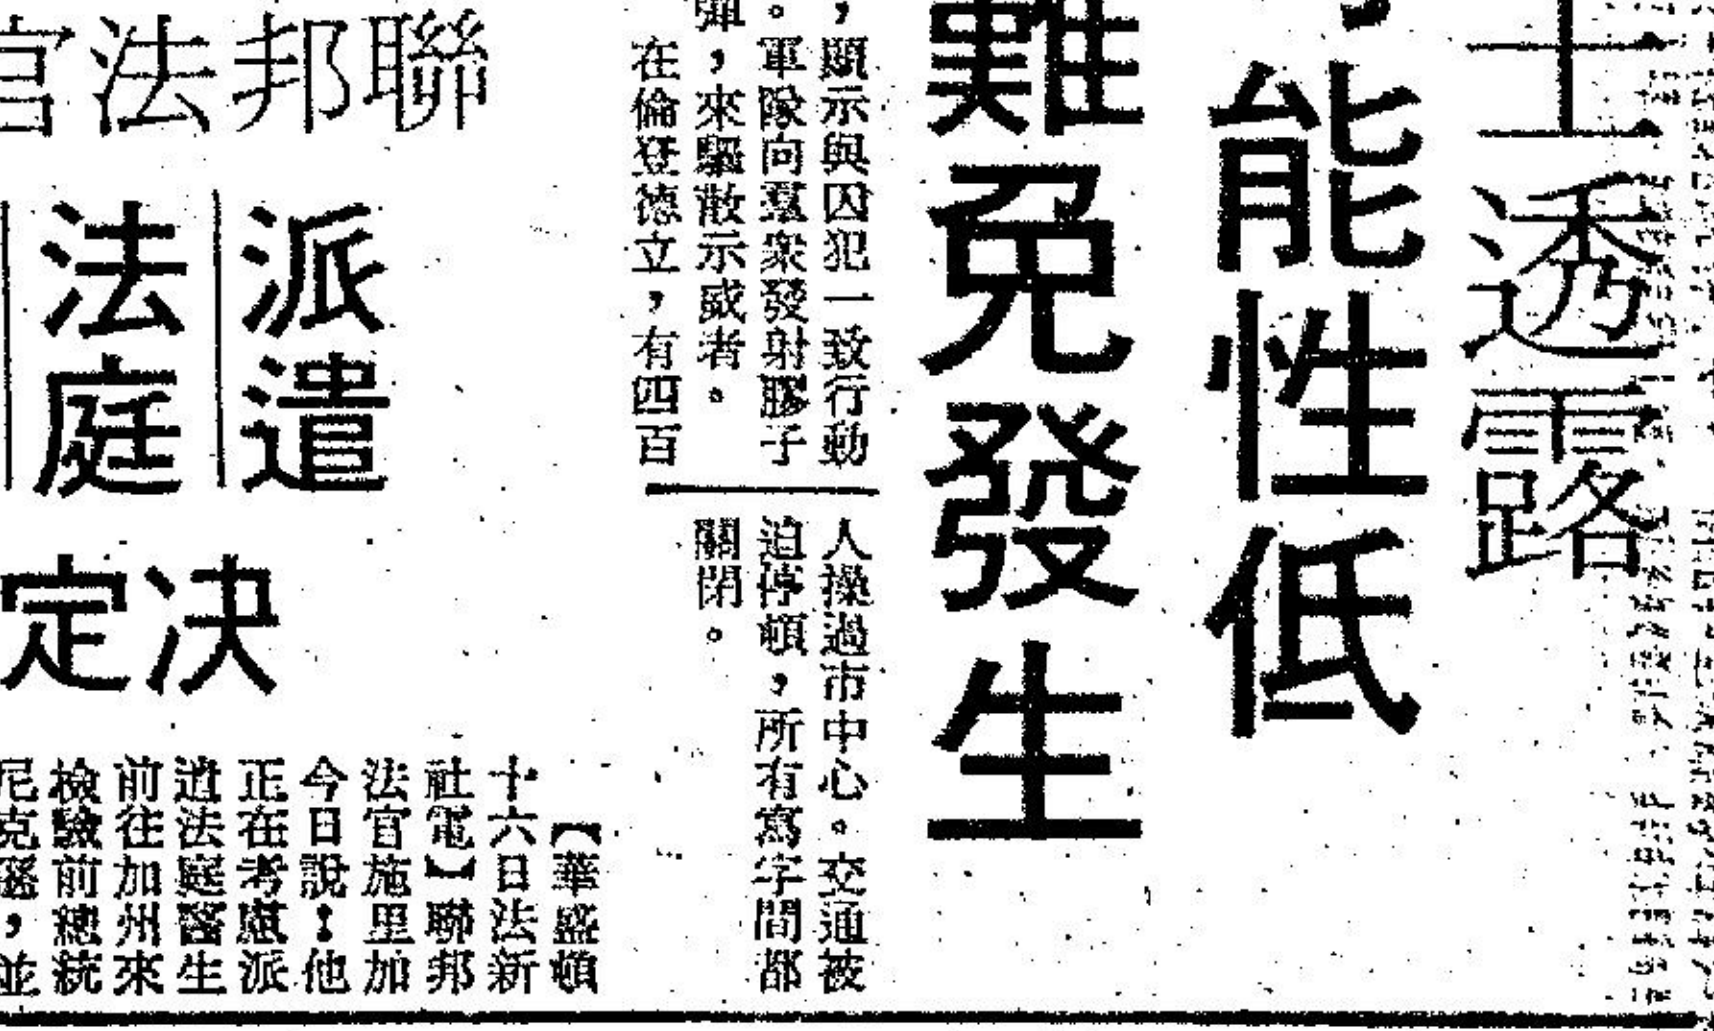 士透露
能性低
難免發生
，顯示與囚犯一致行動
。軍隊向羣衆發射膠子
彈，來驅散示威者。
在倫登德立，有四百
人操過市中心。交通被
迫停頓，所有寫字間都
關閉。
聯邦法官
派遣
法庭
決定
【華盛頓
十六日法新
社電】聯邦
法官施里加
今日說：他
正在考慮派
遣法庭醫生
前往加州來
檢驗前總統
尼克遜，並